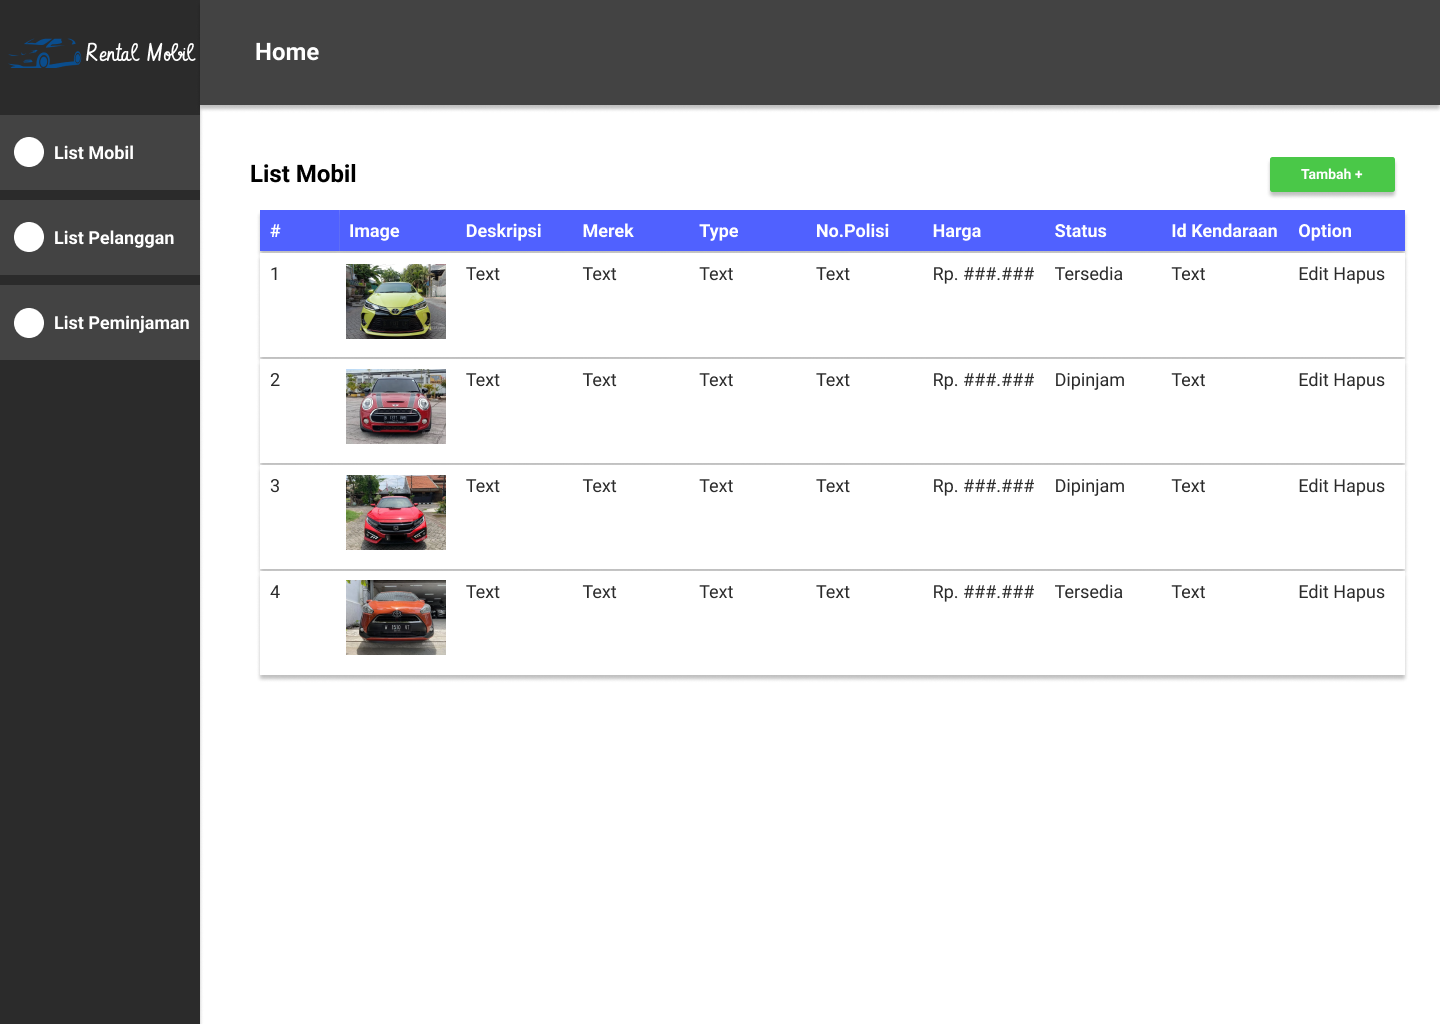 Rental Mobil
Home
List Mobil
List Pelanggan
List Peminjaman
List Mobil
Tambah +
# Image Deskripsi Merek Type No.Polisi Harga Status Id Kendaraan Option
1 Text Text Text Text Rp. ###.### Tersedia Text Edit Hapus
2 Text Text Text Text Rp. ###.### Dipinjam Text Edit Hapus
3 Text Text Text Text Rp. ###.### Dipinjam Text Edit Hapus
4 Text Text Text Text Rp. ###.### Tersedia Text Edit Hapus